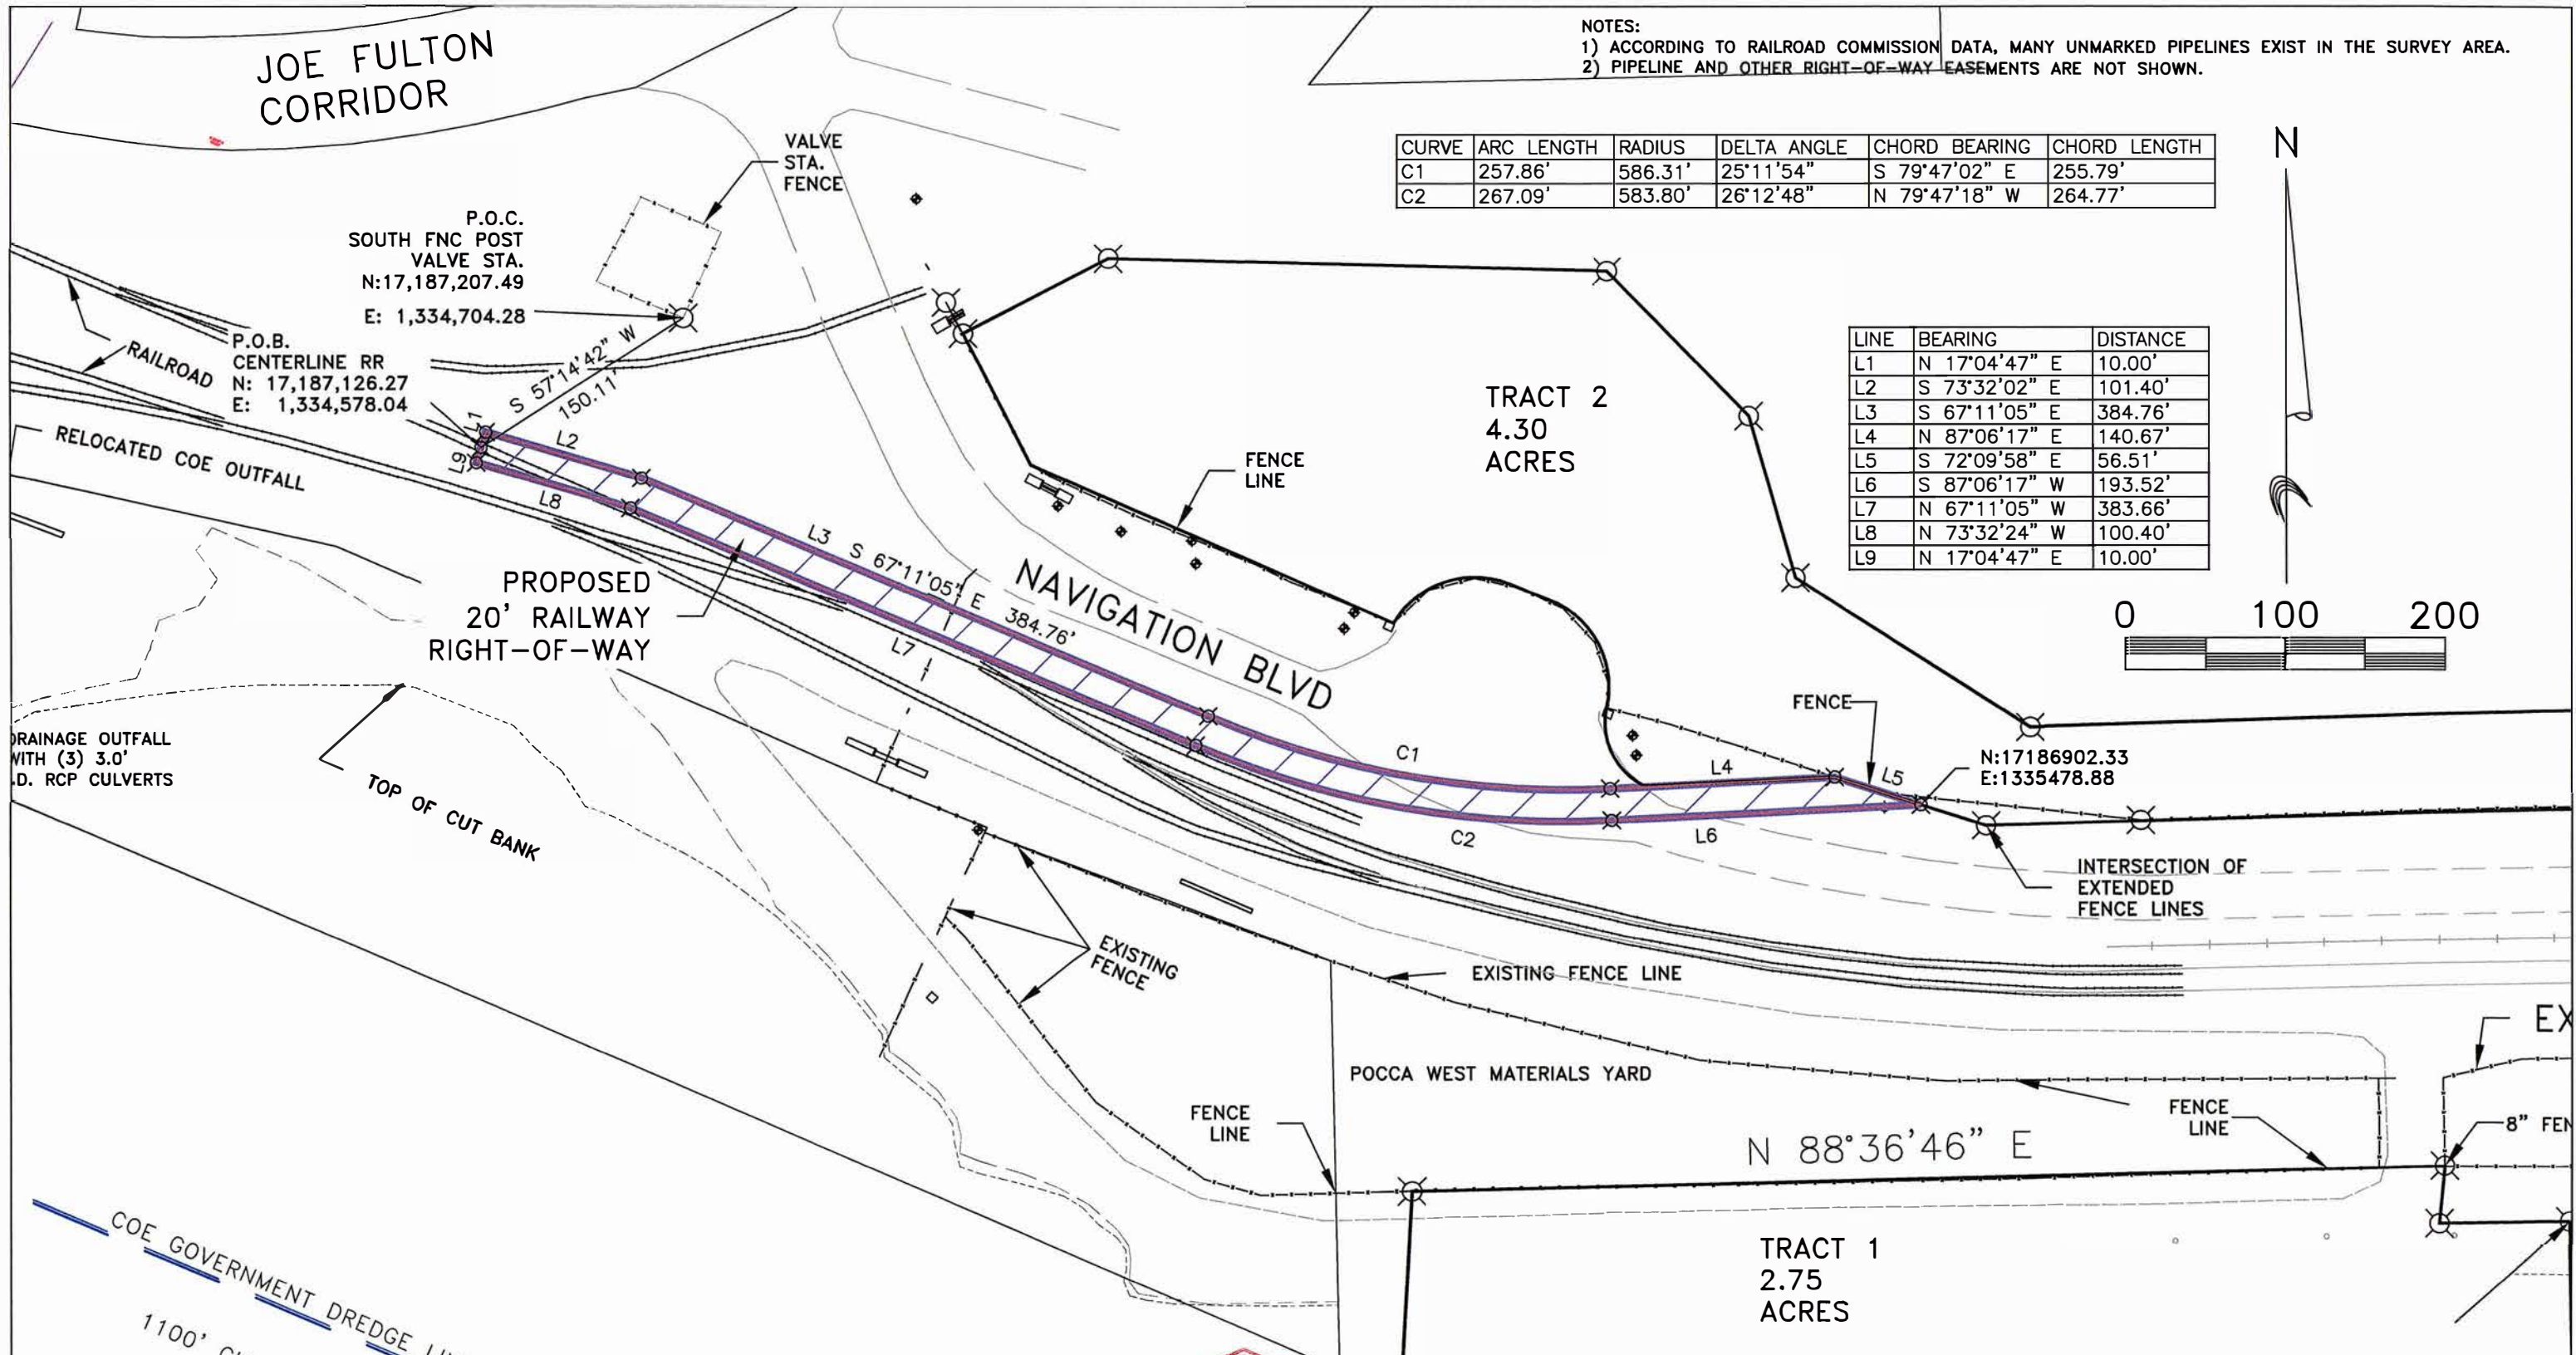 NOTES:
1) ACCORDING TO RAILROAD COMMISSION DATA, MANY UNMARKED PIPELINES EXIST IN THE SURVEY AREA.
2) PIPELINE AND OTHER RIGHT-OF-WAY EASEMENTS ARE NOT SHOWN.
JOE FULTON
CORRIDOR
VALVE
STA.
FENCE
CURVE ARC LENGTH RADIUS DELTA ANGLE CHORD BEARING CHORD LENGTH
C1 257.86' 586.31' 25°11'54" S 79°47'02" E 255.79'
C2 267.09' 583.80' 26°12'48" N 79°47'18" W 264.77'
N
P.O.C.
SOUTH FNC POST
VALVE STA.
N:17,187,207.49
E: 1,334,704.28
P.O.B.
CENTERLINE RR
N: 17,187,126.27
E: 1,334,578.04
RAILROAD
S 57°14'42" W
150.11'
RELOCATED COE OUTFALL
L1
L2
L9
L8
LINE BEARING DISTANCE
L1 N 17°04'47" E 10.00'
L2 S 73°32'02" E 101.40'
L3 S 67°11'05" E 384.76'
L4 N 87°06'17" E 140.67'
L5 S 72°09'58" E 56.51'
L6 S 87°06'17" W 193.52'
L7 N 67°11'05" W 383.66'
L8 N 73°32'24" W 100.40'
L9 N 17°04'47" E 10.00'
TRACT 2
4.30
ACRES
FENCE
LINE
0 100 200
L3 S 67°11'05" E 384.76'
NAVIGATION BLVD
PROPOSED
20' RAILWAY
RIGHT-OF-WAY
L7
C1
C2
L4
L5
L6
FENCE
N:17186902.33
E:1335478.88
DRAINAGE OUTFALL
WITH (3) 3.0'
.D. RCP CULVERTS
TOP OF CUT BANK
INTERSECTION OF
EXTENDED
FENCE LINES
EXISTING
FENCE
EXISTING FENCE LINE
EX
POCCA WEST MATERIALS YARD
FENCE
LINE
FENCE
LINE
8" FEN
N 88°36'46" E
TRACT 1
2.75
ACRES
COE GOVERNMENT DREDGE
1100'